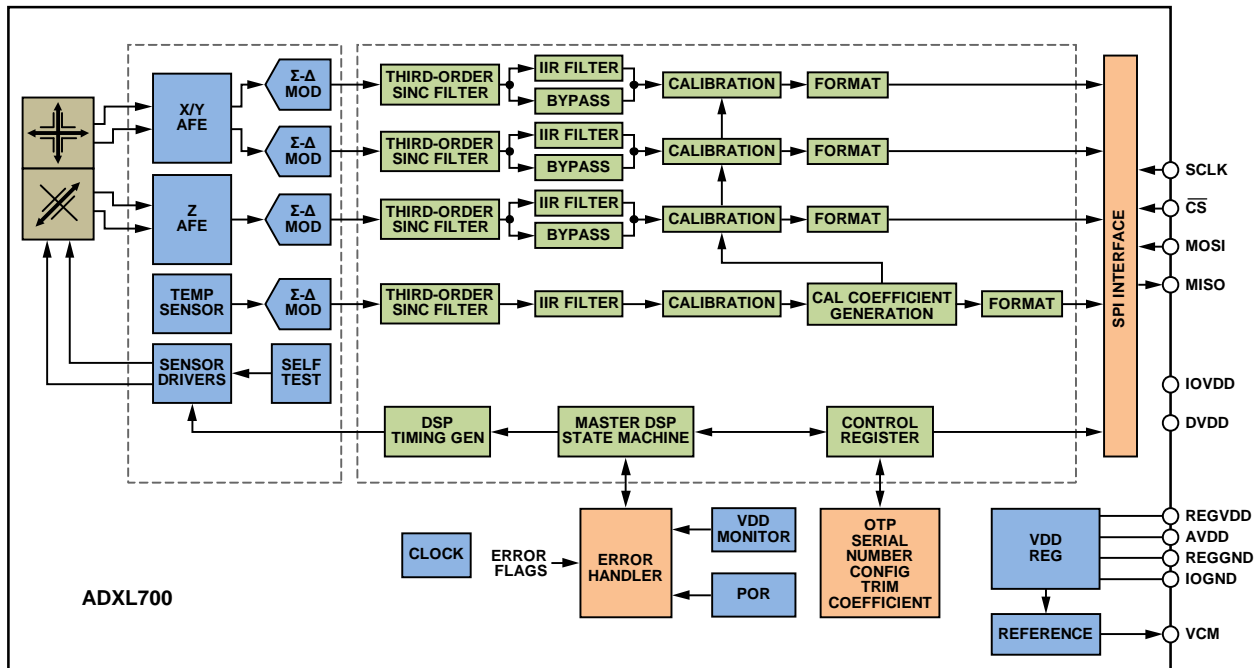 X/Y
AFE
Σ-Δ
MOD
THIRD-ORDER
SINC FILTER
IIR FILTER
BYPASS
CALIBRATION
FORMAT
Σ-Δ
MOD
THIRD-ORDER
SINC FILTER
IIR FILTER
BYPASS
CALIBRATION
FORMAT
Z
AFE
Σ-Δ
MOD
THIRD-ORDER
SINC FILTER
IIR FILTER
BYPASS
CALIBRATION
FORMAT
TEMP
SENSOR
Σ-Δ
MOD
THIRD-ORDER
SINC FILTER
IIR FILTER
CALIBRATION
CAL COEFFICIENT
GENERATION
FORMAT
SPI INTERFACE
SCLK
CS
MOSI
MISO
IOVDD
DVDD
SENSOR
DRIVERS
SELF
TEST
DSP
TIMING GEN
MASTER DSP
STATE MACHINE
CONTROL
REGISTER
CLOCK
ERROR
FLAGS
ERROR
HANDLER
VDD
MONITOR
POR
OTP
SERIAL
NUMBER
CONFIG
TRIM
COEFFICIENT
VDD
REG
REGVDD
AVDD
REGGND
IOGND
REFERENCE
VCM
ADXL700